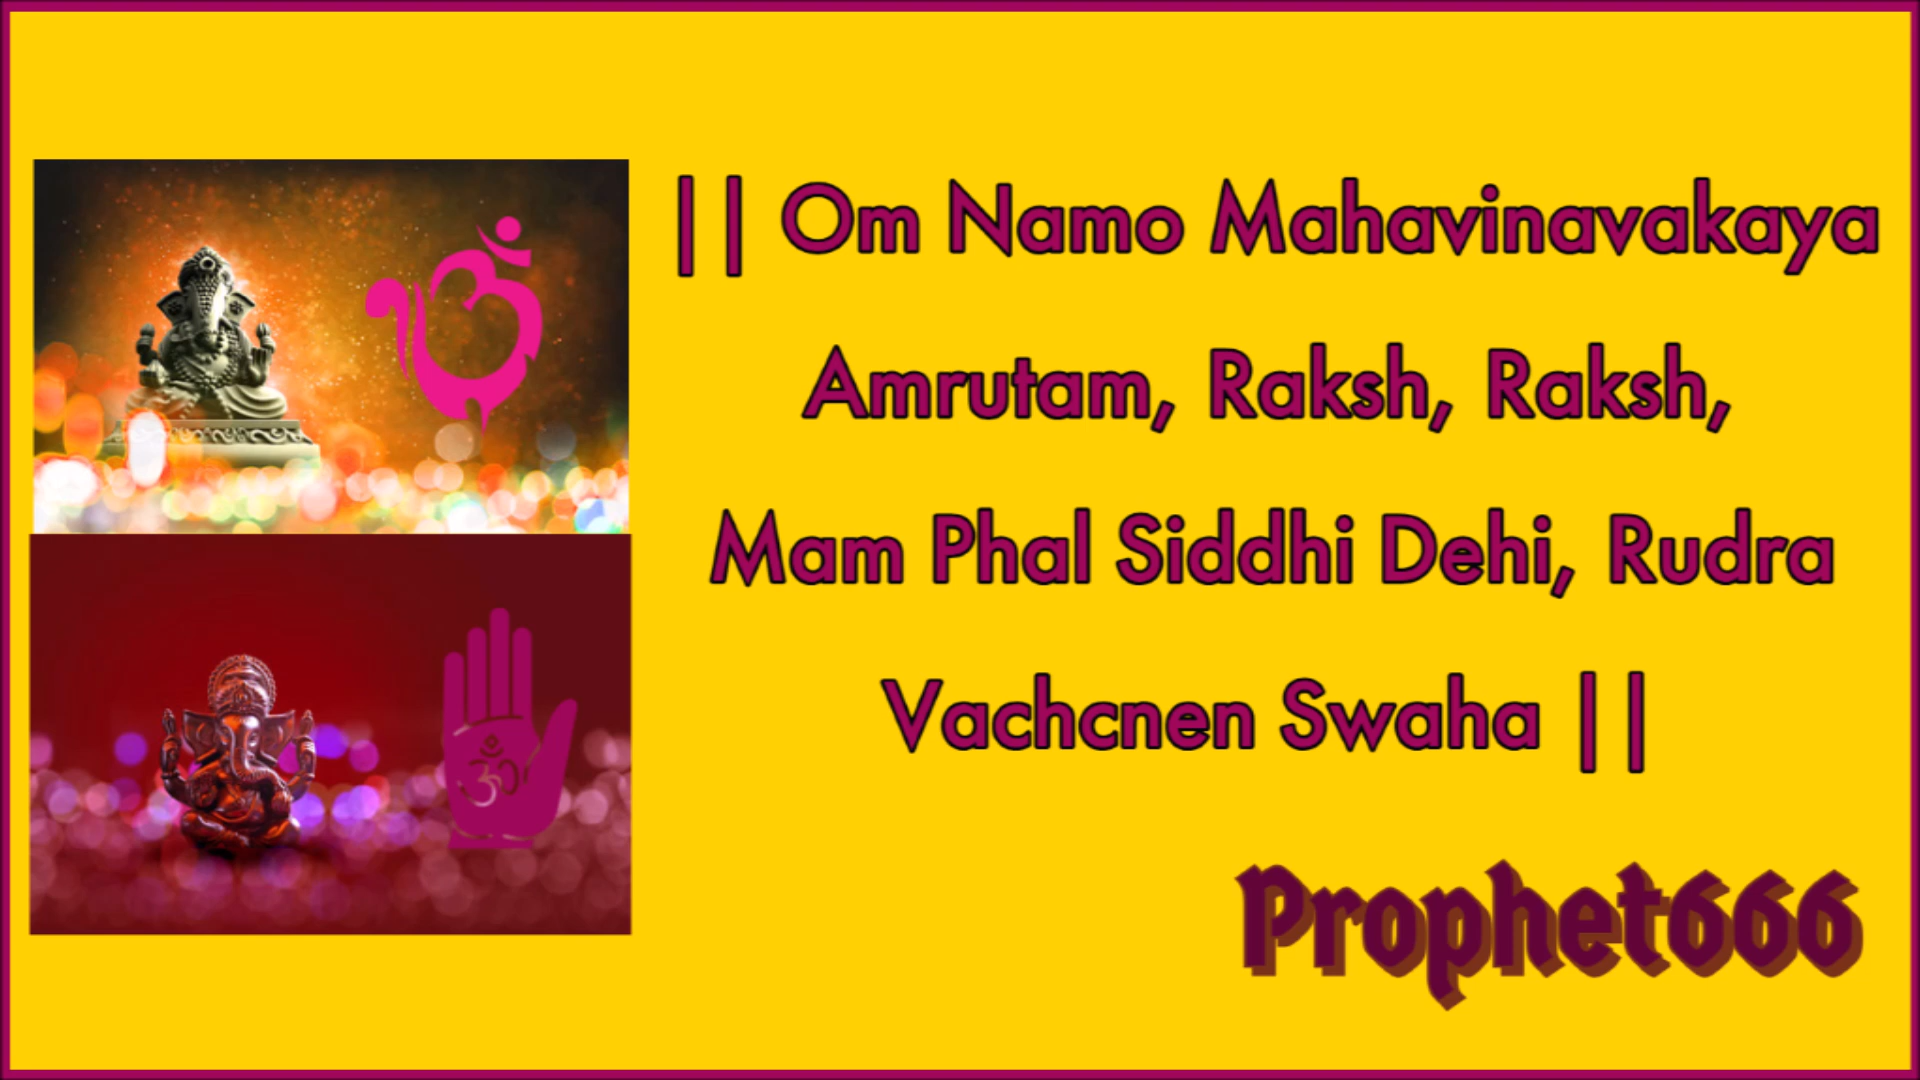 || Om Namo Mahavinavakaya
Amrutam, Raksh, Raksh,
Mam Phal Siddhi Dehi, Rudra
Vachcnen Swaha ||
ॐ
ॐ
Prophet666